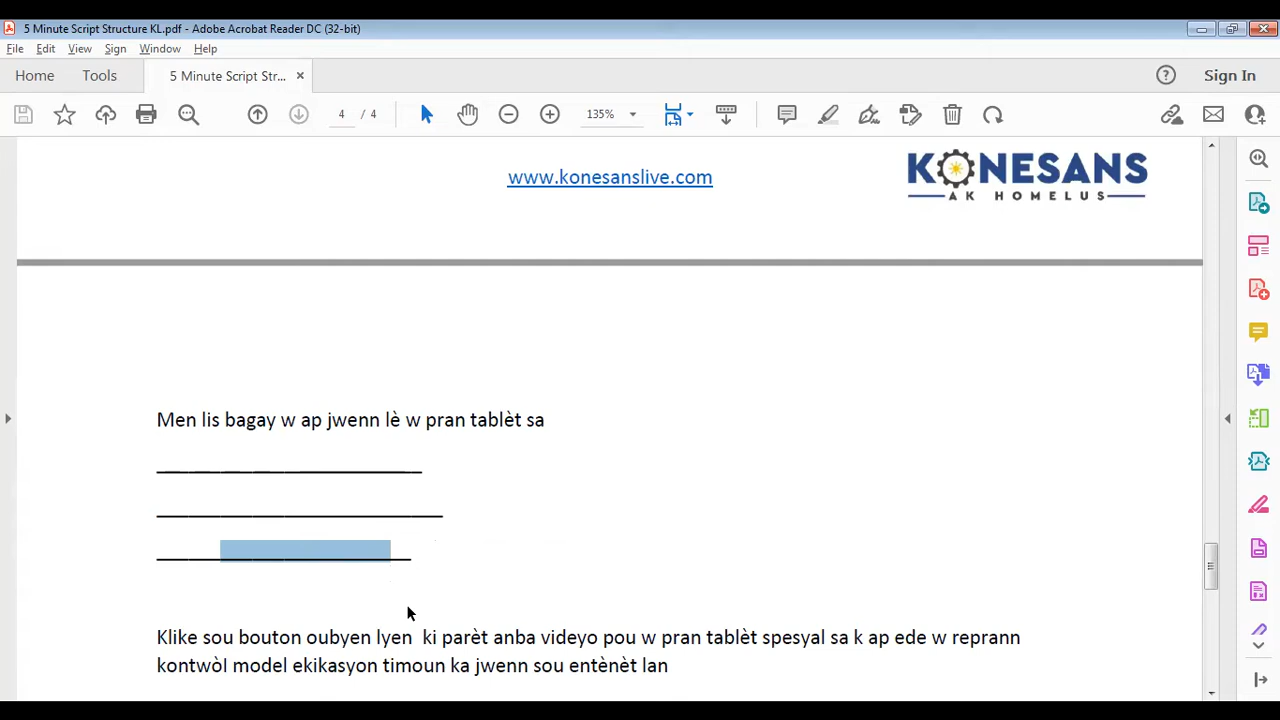 5 Minute Script Structure KL.pdf - Adobe Acrobat Reader DC (32-bit)
File Edit View Sign Window Help
Home Tools 5 Minute Script Str... × Sign In
4 / 4 135%
www.konesanslive.com
KONESANS
AK HOMELUS
Men lis bagay w ap jwenn lè w pran tablèt sa
Klike sou bouton oubyen lyen ki parèt anba videyo pou w pran tablèt spesyal sa k ap ede w reprann
kontwòl model ekikasyon timoun ka jwenn sou entènèt lan